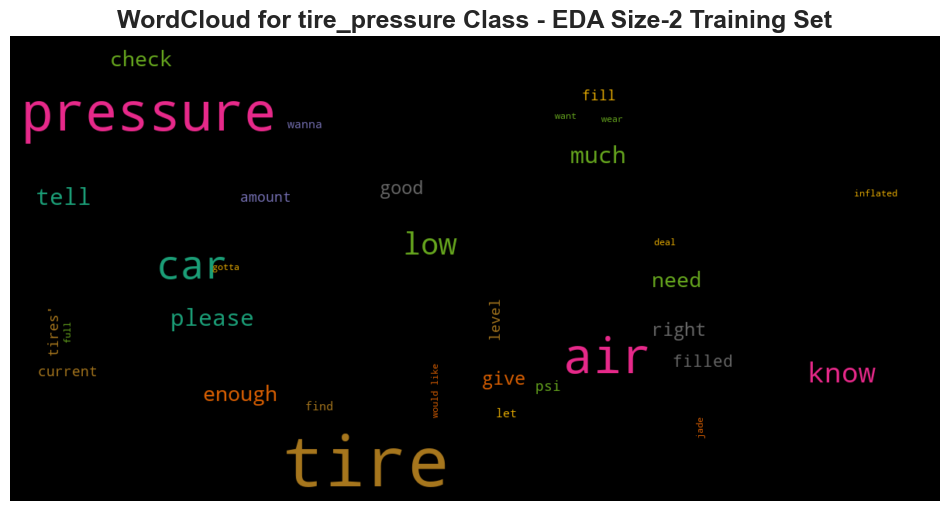 WordCloud for tire_pressure Class - EDA Size-2 Training Set
check
pressure
wanna
fill
want
wear
much
tell
amount
good
inflated
low
deal
car
gotta
need
please
level
tires'
full
right
air
filled
current
know
enough
would like
give
psi
find
let
jade
tire